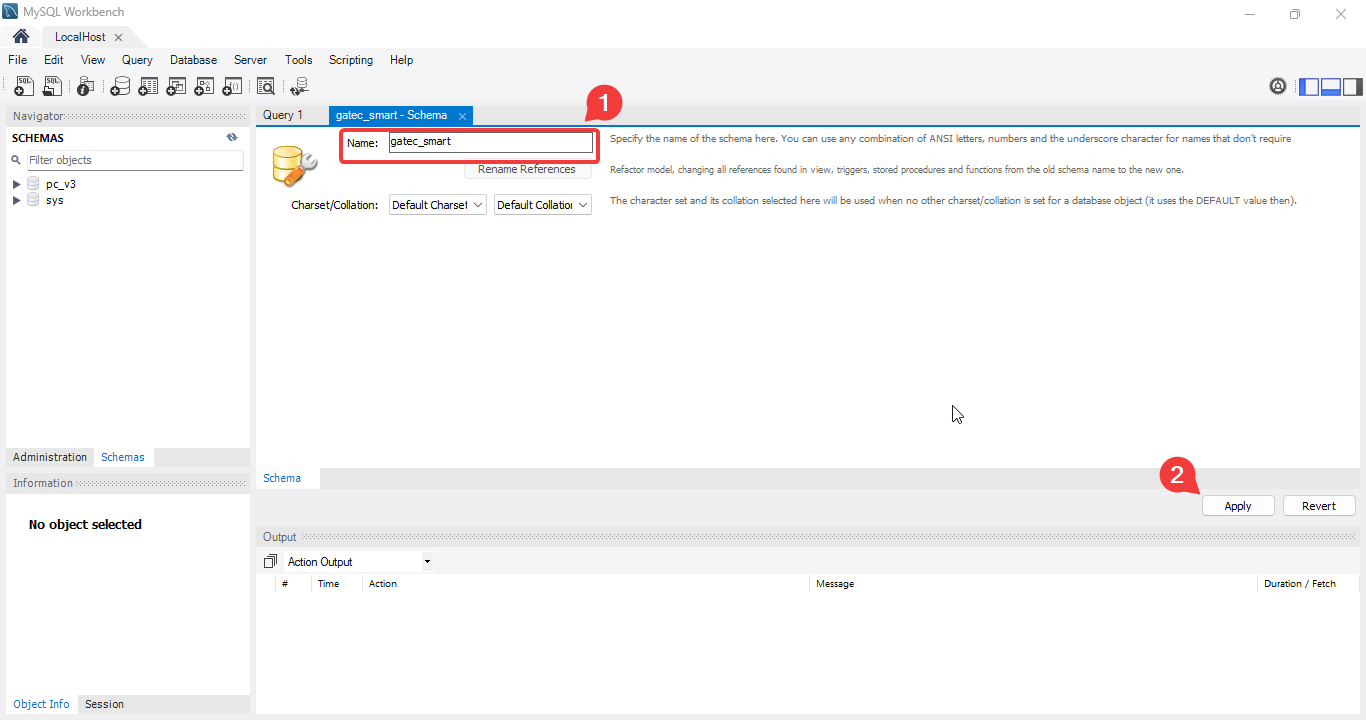 MySQL Workbench
LocalHost
File Edit View Query Database Server Tools Scripting Help
SQL SQL
1
Navigator
SCHEMAS
Filter objects
pc_v3
sys
Administration Schemas
Information
No object selected
Object Info Session
Query 1 gatec_smart - Schema
Name: gatec_smart
Specify the name of the schema here. You can use any combination of ANSI letters, numbers and the underscore character for names that don't require
Rename References
Refactor model, changing all references found in view, triggers, stored procedures and functions from the old schema name to the new one.
Charset/Collation: Default Charset Default Collation
The character set and its collation selected here will be used when no other charset/collation is set for a database object (it uses the DEFAULT value then).
Schema
2
Apply Revert
Output
Action Output
# Time Action Message Duration / Fetch